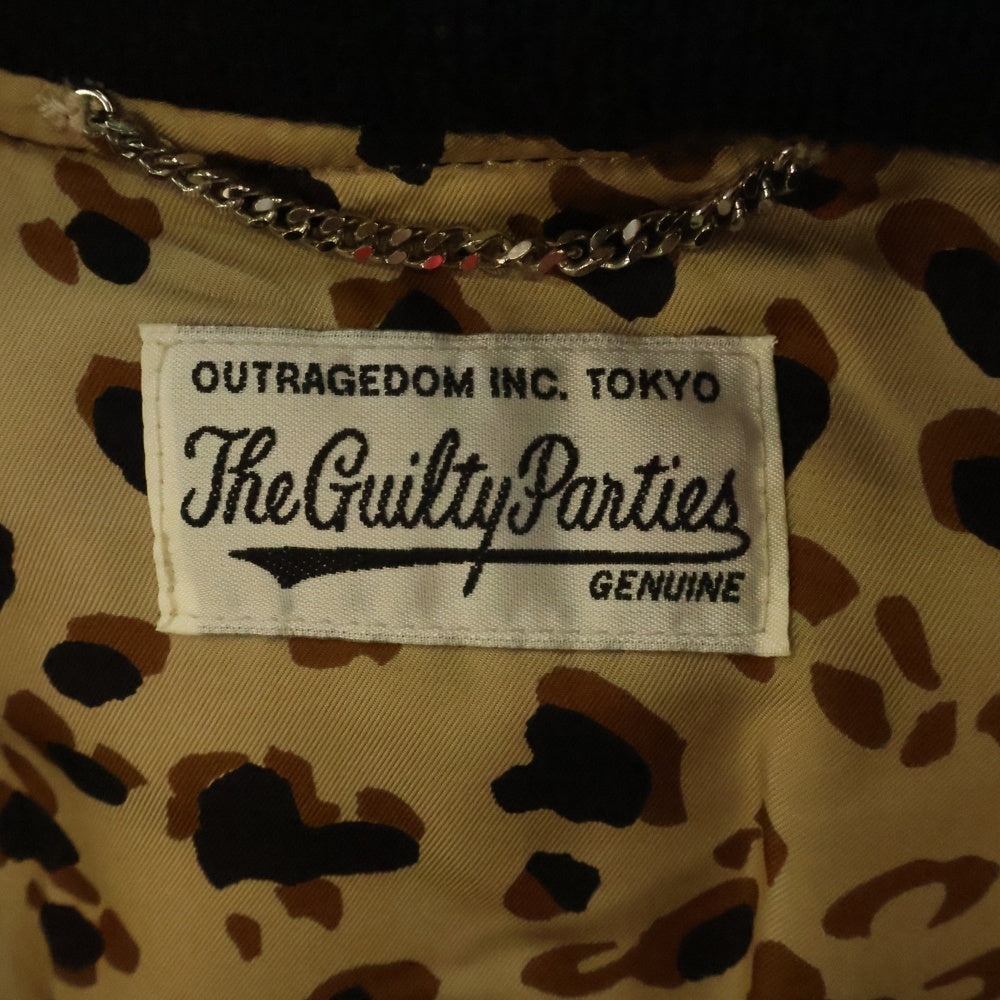 OUTRAGEDOM INC. TOKYO
The Guilty Parties
GENUINE